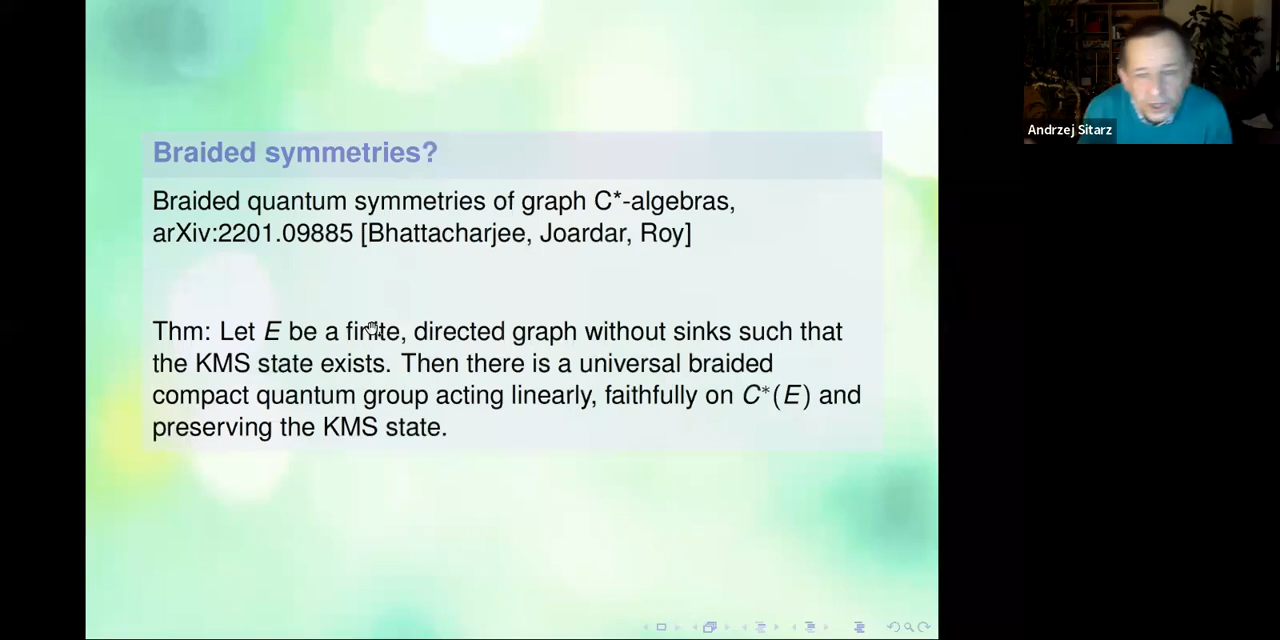 Braided symmetries?
Braided quantum symmetries of graph C*-algebras,
arXiv:2201.09885 [Bhattacharjee, Joardar, Roy]
Thm: Let E be a finite, directed graph without sinks such that
the KMS state exists. Then there is a universal braided
compact quantum group acting linearly, faithfully on C*(E) and
preserving the KMS state.
Andrzej Sitarz